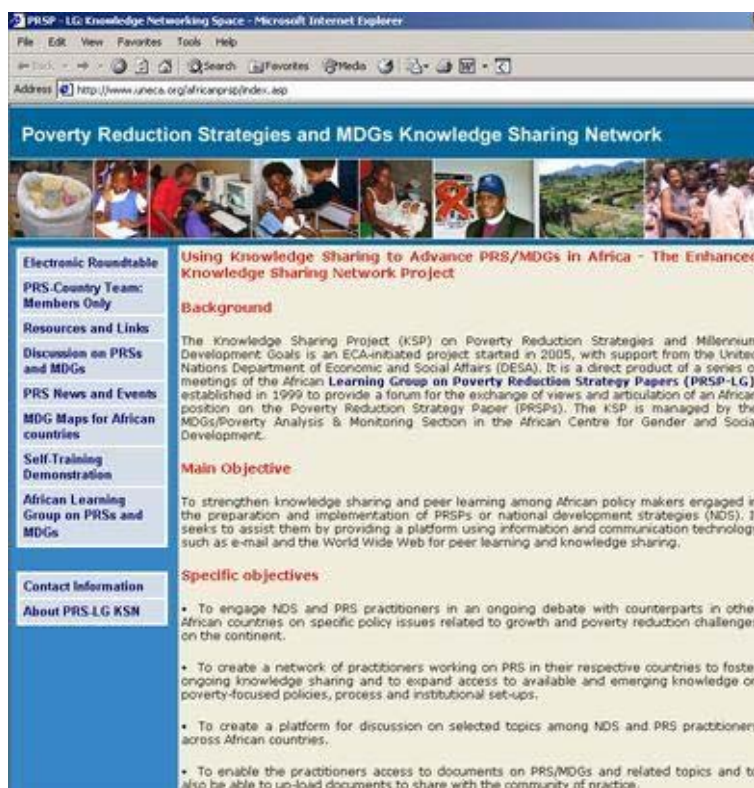 PRSP - LG: Knowledge Networking Space - Microsoft Internet Explorer
File Edit View Favorites Tools Help
Back Search Favorites Media
Address http://www.uneca.org/africanprsp/index.asp
Poverty Reduction Strategies and MDGs Knowledge Sharing Network
Electronic Roundtable
PRS-Country Team:
Members Only
Resources and Links
Discussion on PRSs
and MDGs
PRS News and Events
MDG Maps for African
countries
Self-Training
Demonstration
African Learning
Group on PRSs and
MDGs
Contact Information
About PRS-LG KSN
Using Knowledge Sharing to Advance PRS/MDGs in Africa - The Enhanced
Knowledge Sharing Network Project
Background
The Knowledge Sharing Project (KSP) on Poverty Reduction Strategies and Millennium
Development Goals is an ECA-initiated project started in 2005, with support from the United
Nations Department of Economic and Social Affairs (DESA). It is a direct product of a series o
meetings of the African Learning Group on Poverty Reduction Strategy Papers (PRSP-LG)
established in 1999 to provide a forum for the exchange of views and articulation of an African
position on the Poverty Reduction Strategy Paper (PRSPs). The KSP is managed by the
MDGs/Poverty Analysis & Monitoring Section in the African Centre for Gender and Socia
Development.
Main Objective
To strengthen knowledge sharing and peer learning among African policy makers engaged in
the preparation and implementation of PRSPs or national development strategies (NDS). I
seeks to assist them by providing a platform using information and communication technology
such as e-mail and the World Wide Web for peer learning and knowledge sharing.
Specific objectives
• To engage NDS and PRS practitioners in an ongoing debate with counterparts in othe
African countries on specific policy issues related to growth and poverty reduction challenge
on the continent.
• To create a network of practitioners working on PRS in their respective countries to foste
ongoing knowledge sharing and to expand access to available and emerging knowledge o
poverty-focused policies, process and institutional set-ups.
• To create a platform for discussion on selected topics among NDS and PRS practitioner
across African countries.
• To enable the practitioners access to documents on PRS/MDGs and related topics and t
also be able to up-load documents to share with the community of practice.